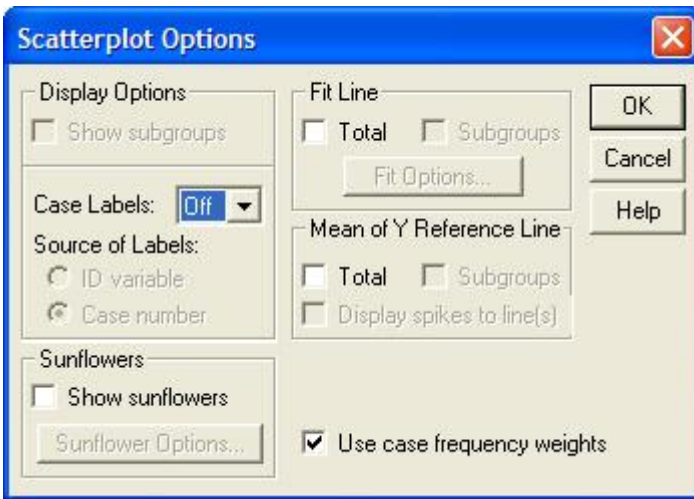 Scatterplot Options
Display Options
Show subgroups
Case Labels: Off
Source of Labels:
ID variable
Case number
Sunflowers
Show sunflowers
Sunflower Options...
Fit Line
Total Subgroups
Fit Options...
Mean of Y Reference Line
Total Subgroups
Display spikes to line(s)
Use case frequency weights
OK
Cancel
Help